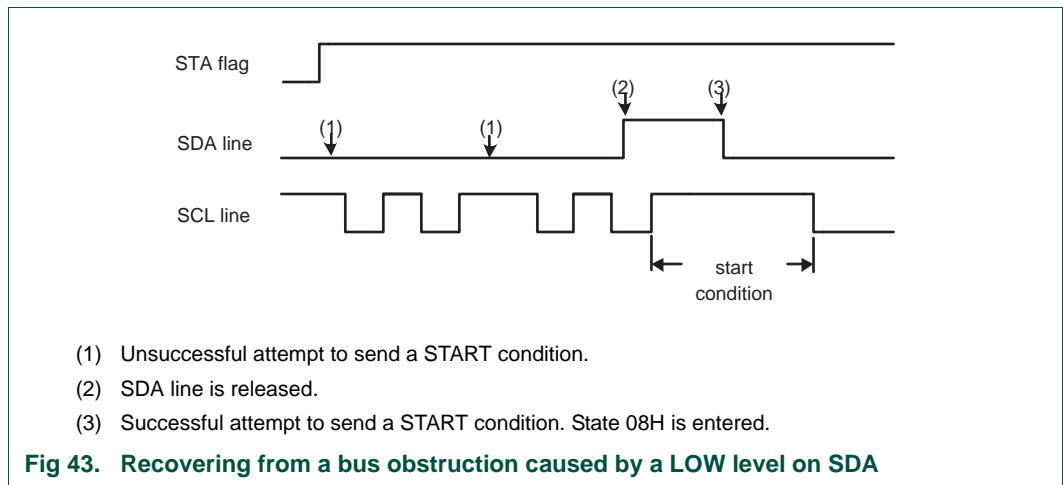 STA flag
(2) (3)
(1) (1)
SDA line
SCL line
start
condition
(1) Unsuccessful attempt to send a START condition.
(2) SDA line is released.
(3) Successful attempt to send a START condition. State 08H is entered.
Fig 43. Recovering from a bus obstruction caused by a LOW level on SDA